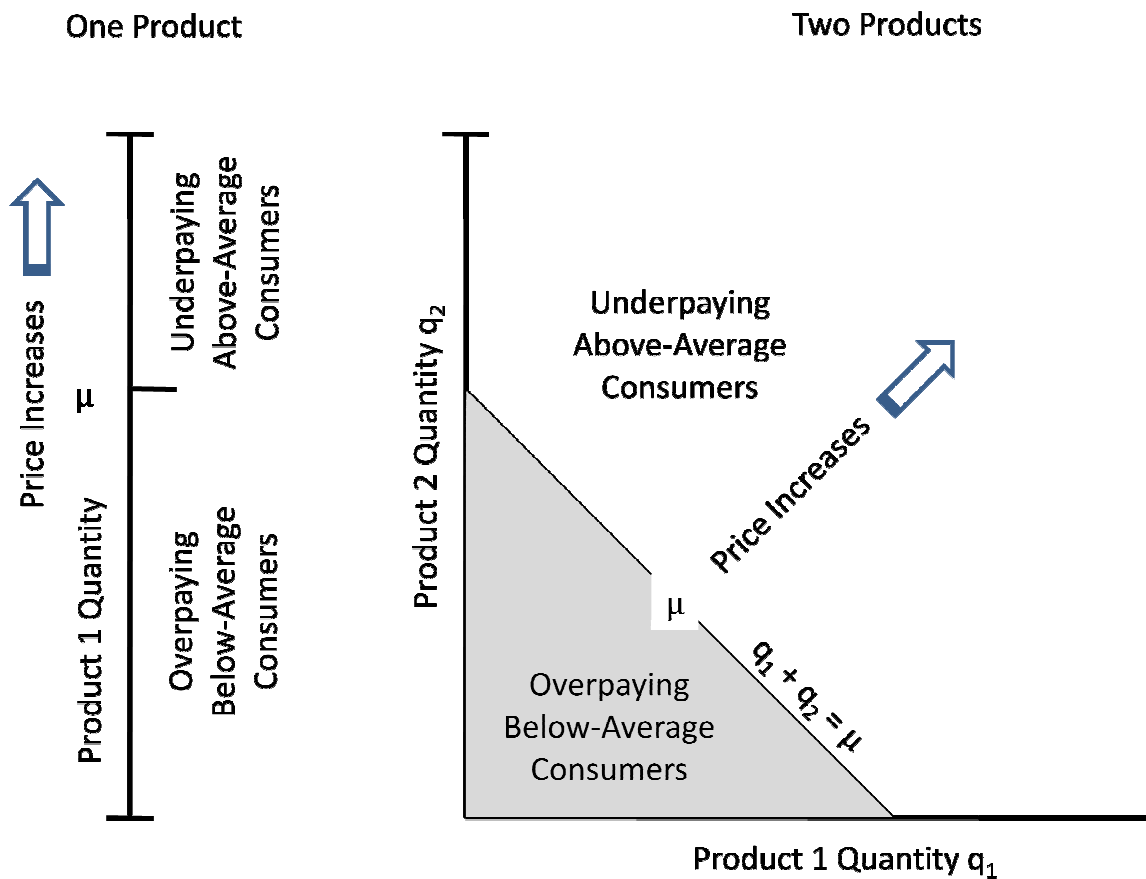 One Product
Two Products
Price Increases
Product 1 Quantity
μ
Underpaying
Above-Average
Consumers
Overpaying
Below-Average
Consumers
Product 2 Quantity q₂
Underpaying
Above-Average
Consumers
Price Increases
μ
q₁ + q₂ = μ
Overpaying
Below-Average
Consumers
Product 1 Quantity q₁